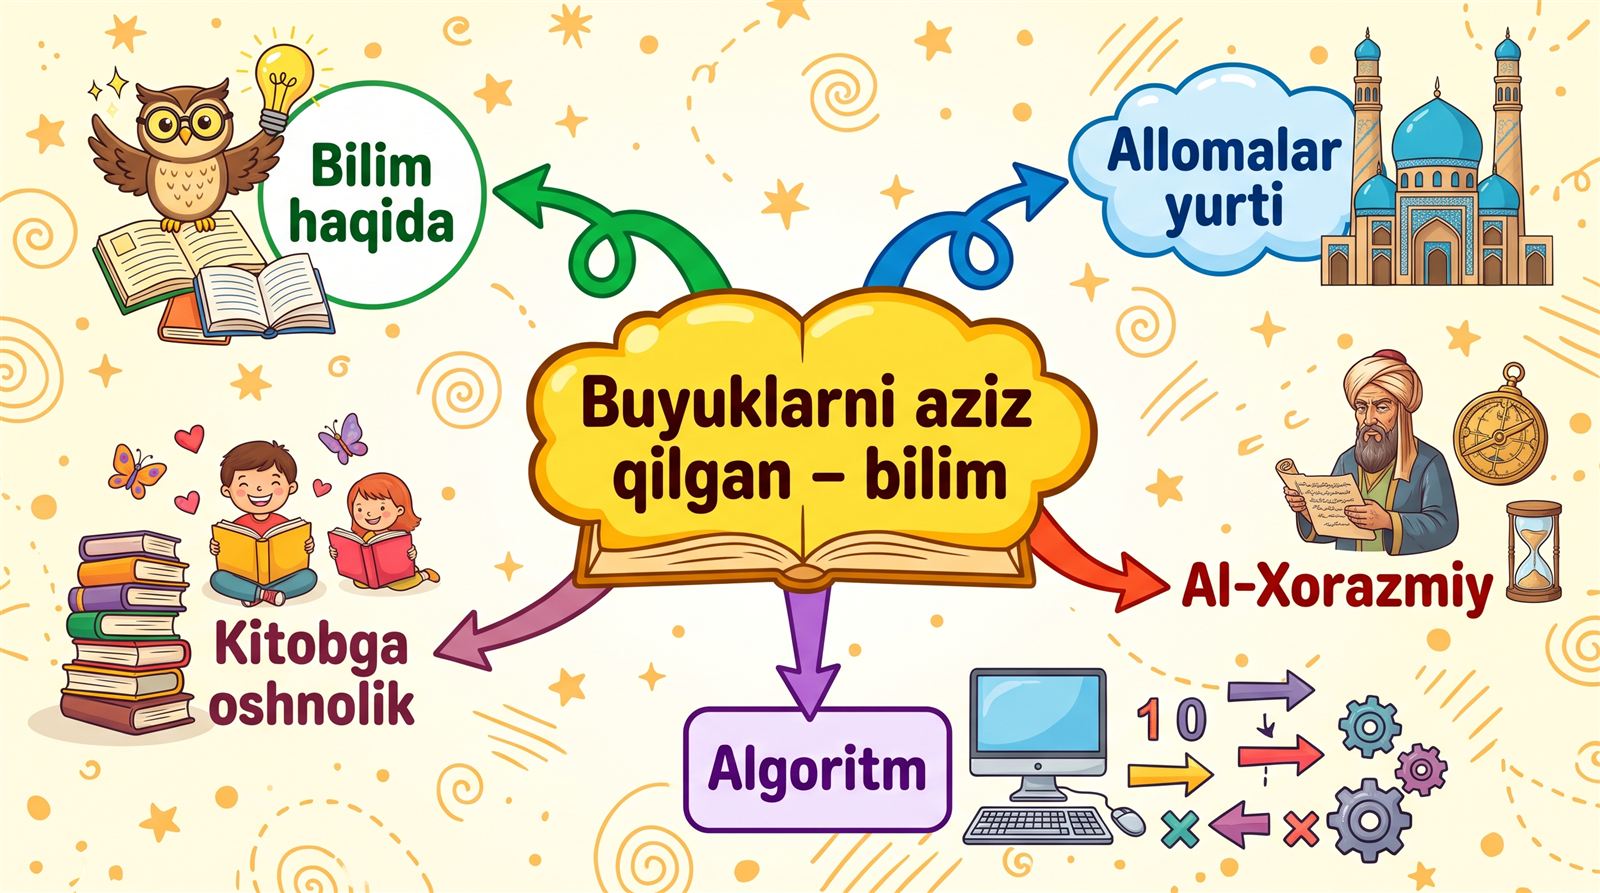 Bilim
haqida
Allomalar
yurti
Buyuklarni aziz
qilgan – bilim
Al-Xorazmiy
Kitobga
oshnolik
Algoritm
1 0